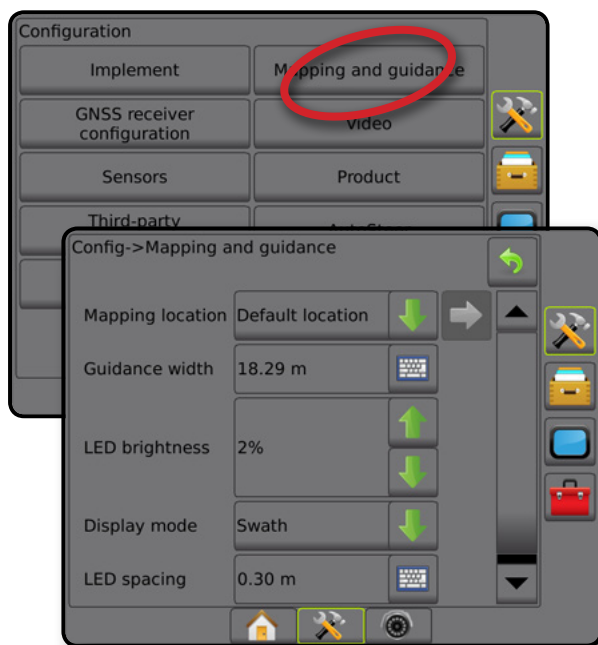 Configuration
Implement
Mapping and guidance
GNSS receiver
configuration
Video
Sensors
Product
Third-party
Config->Mapping and guidance
Mapping location
Default location
Guidance width
18.29 m
LED brightness
2%
Display mode
Swath
LED spacing
0.30 m